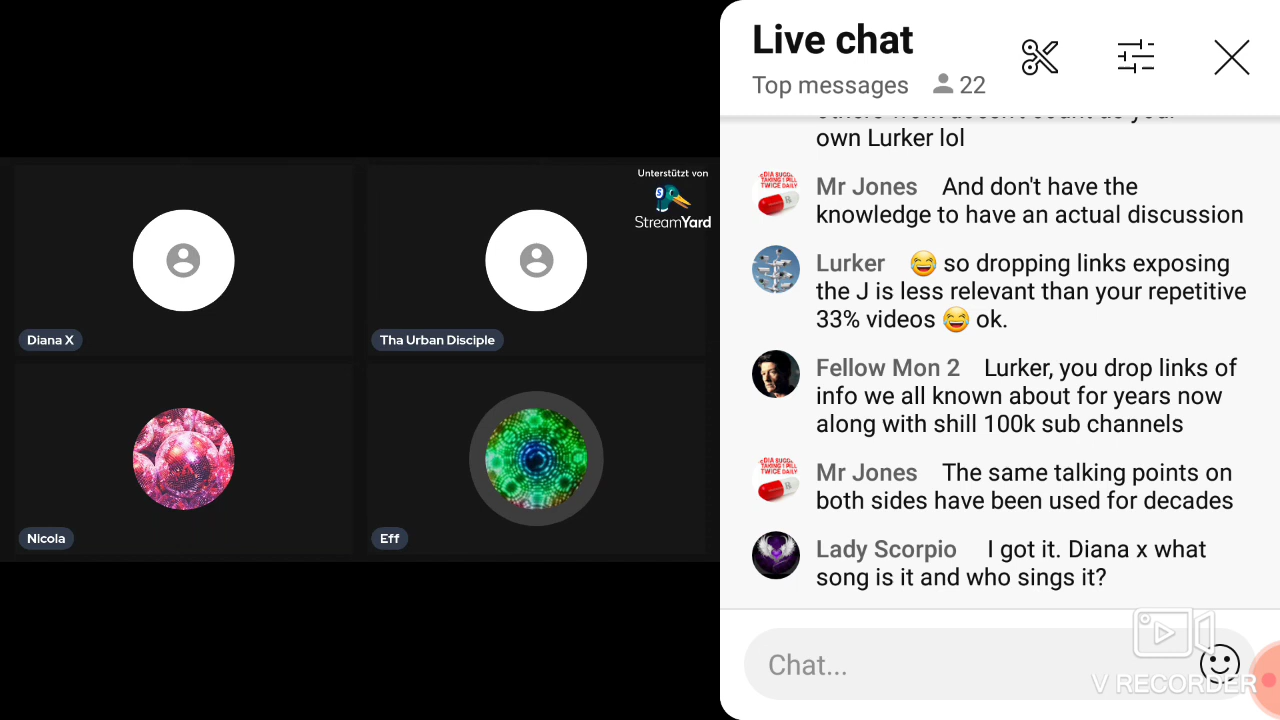 Unterstützt von
StreamYard
Diana X
Tha Urban Disciple
Nicola
Eff
Live chat
Top messages 22
own Lurker lol
Mr Jones And don't have the
knowledge to have an actual discussion
Lurker 😂 so dropping links exposing
the J is less relevant than your repetitive
33% videos 😂 ok.
Fellow Mon 2 Lurker, you drop links of
info we all known about for years now
along with shill 100k sub channels
Mr Jones The same talking points on
both sides have been used for decades
Lady Scorpio I got it. Diana x what
song is it and who sings it?
Chat...
V RECORDER